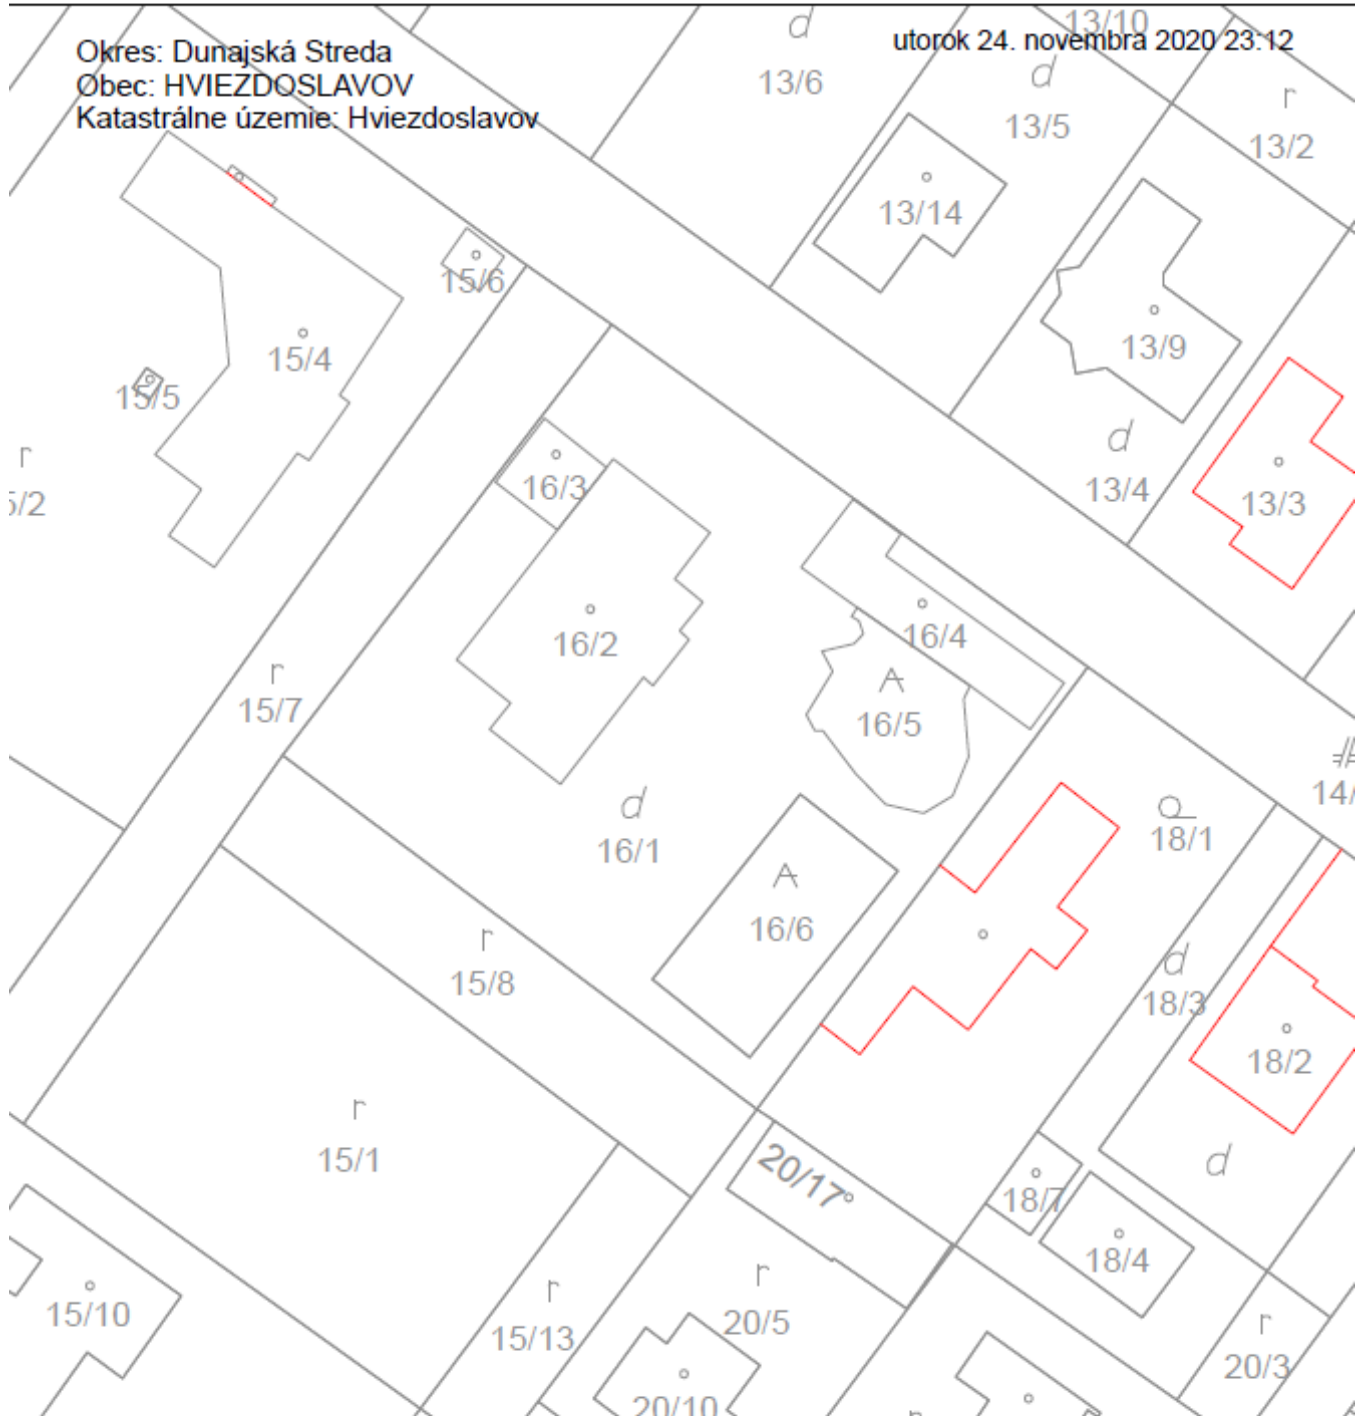 Okres: Dunajská Streda
Obec: HVIEZDOSLAVOV
Katastrálne územie: Hviezdoslavov
utorok 24. novembra 2020 23:12
d
13/6
13/10
d
13/5
r
13/2
13/14
15/6
15/4
15/5
r
5/2
13/9
d
13/4
13/3
16/3
16/2
16/4
16/5
r
15/7
14/
18/1
d
16/1
16/6
r
15/8
d
18/3
18/2
r
15/1
20/17
d
18/7
18/4
r
15/10
r
15/13
r
20/5
r
20/3
20/10